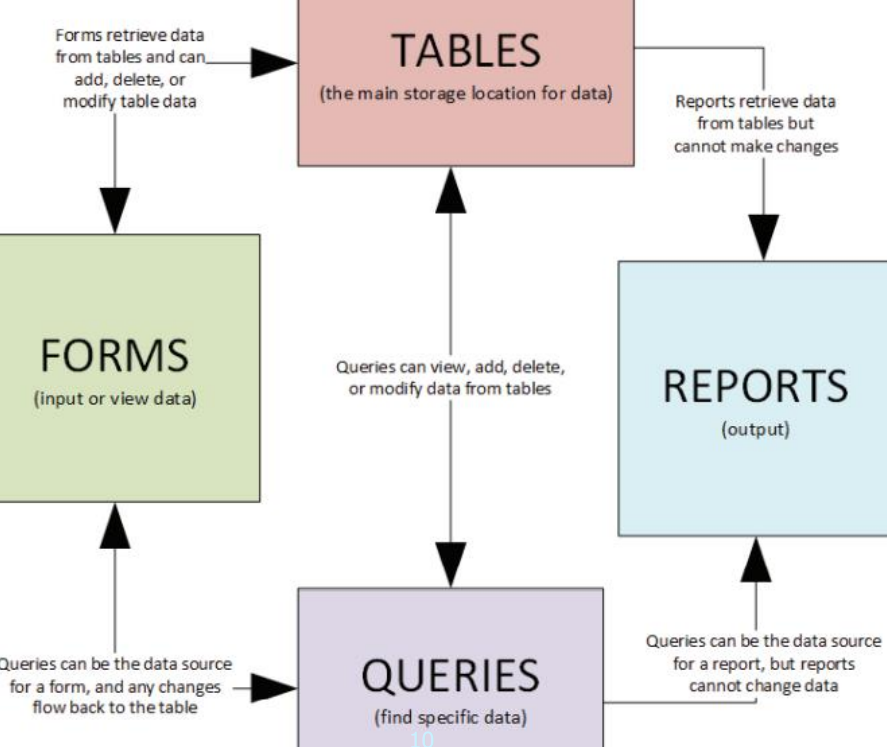 Forms retrieve data
from tables and can
add, delete, or
modify table data
TABLES
(the main storage location for data)
Reports retrieve data
from tables but
cannot make changes
FORMS
(input or view data)
Queries can view, add, delete,
or modify data from tables
REPORTS
(output)
Queries can be the data source
for a form, and any changes
flow back to the table
QUERIES
(find specific data)
10
Queries can be the data source
for a report, but reports
cannot change data